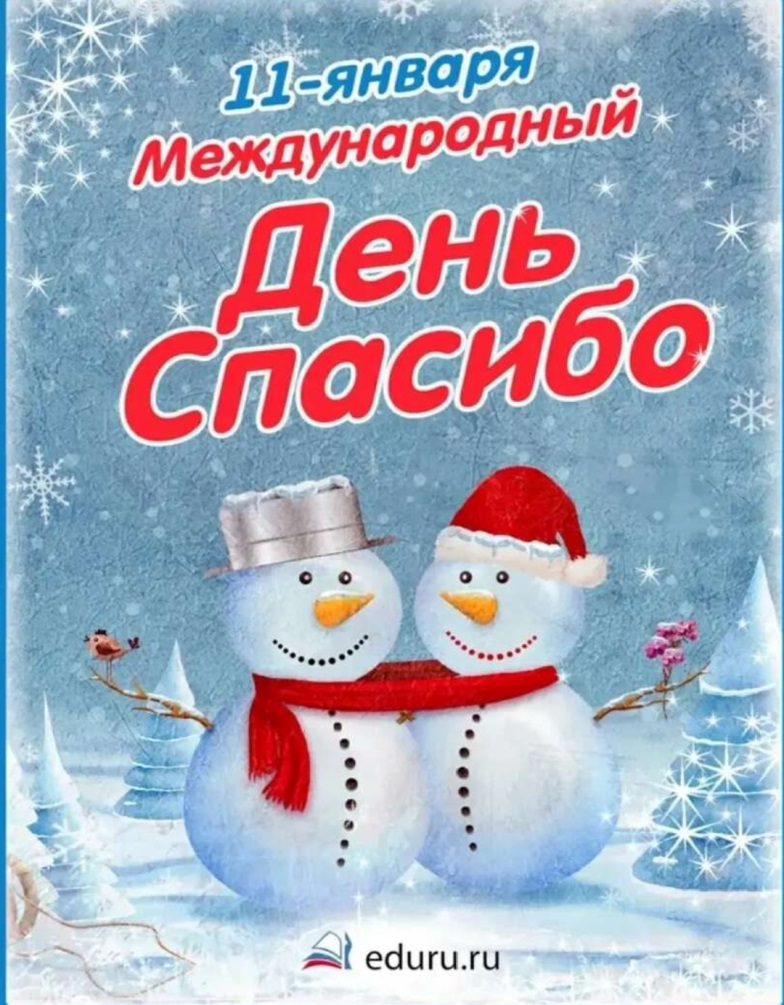 11-января
Международный
День
Спасибо
eduru.ru